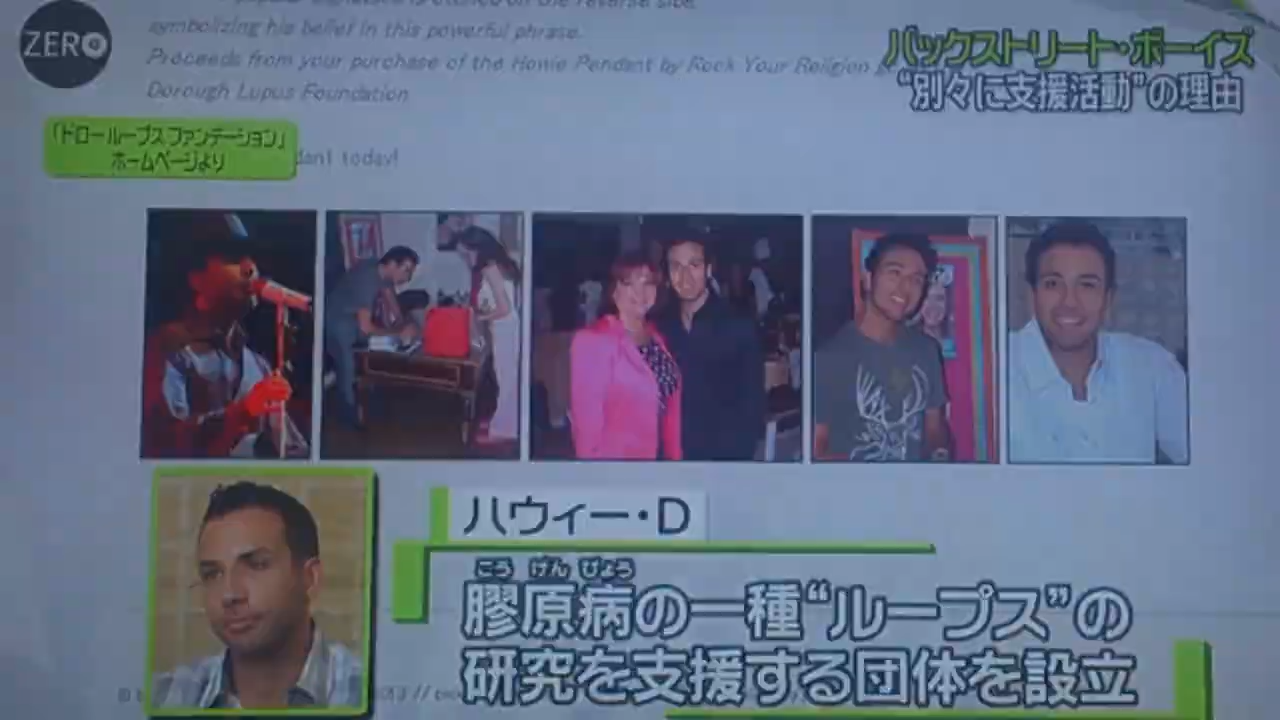 ZERO
symbolizing his belief in this powerful phrase.
Proceeds from your purchase of the Howie Pendant by Rock Your Religion
Dorough Lupus Foundation
バックストリート・ボーイズ
“別々に支援活動”の理由
「ドロー ループス ファンデーション」
ホームページより
today!
ハウィー・D
こう げん びょう
膠原病の一種“ループス”の
研究を支援する団体を設立